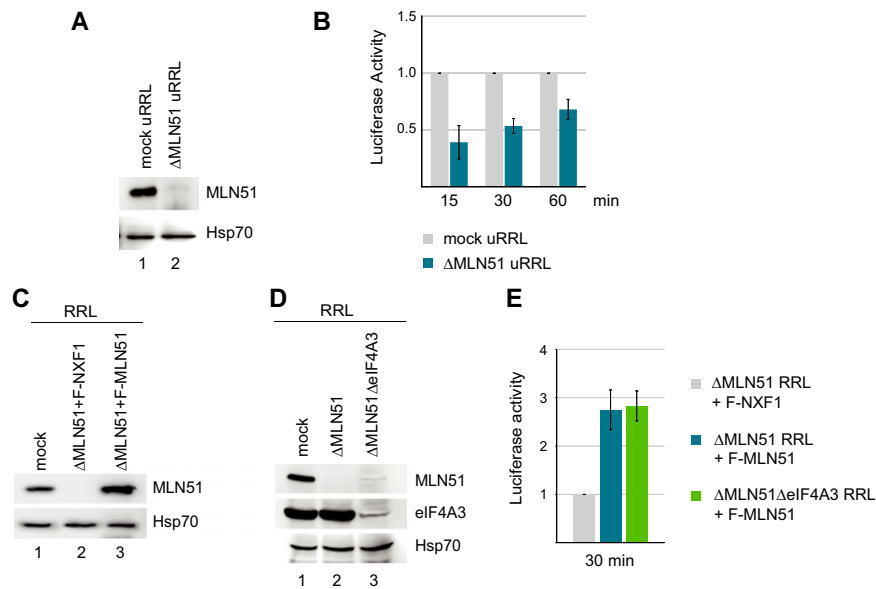 A
mock uRRL
ΔMLN51 uRRL
MLN51
Hsp70
1 2
B
Luciferase Activity
1.5
1.0
0.5
15 30 60 min
mock uRRL
ΔMLN51 uRRL
C
RRL
mock
ΔMLN51+F-NXF1
ΔMLN51+F-MLN51
MLN51
Hsp70
1 2 3
D
RRL
mock
ΔMLN51
ΔMLN51ΔeIF4A3
MLN51
eIF4A3
Hsp70
1 2 3
E
Luciferase activity
4
3
2
1
30 min
ΔMLN51 RRL
+ F-NXF1
ΔMLN51 RRL
+ F-MLN51
ΔMLN51ΔeIF4A3 RRL
+ F-MLN51